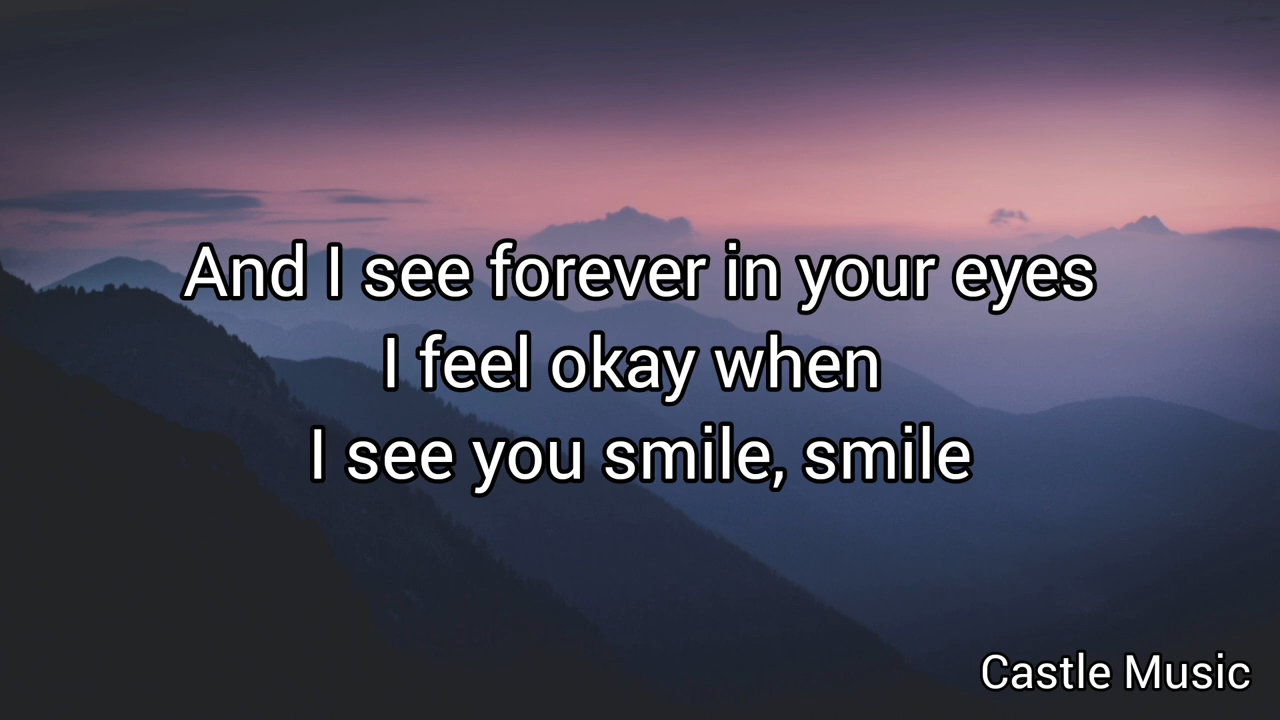 And I see forever in your eyes
I feel okay when
I see you smile, smile
Castle Music